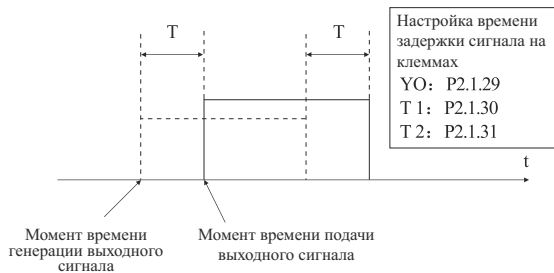 T
T
Настройка времени
задержки сигнала на
клеммах
YO: P2.1.29
T 1: P2.1.30
T 2: P2.1.31
t
Момент времени
генерации выходного
сигнала
Момент времени подачи
выходного сигнала